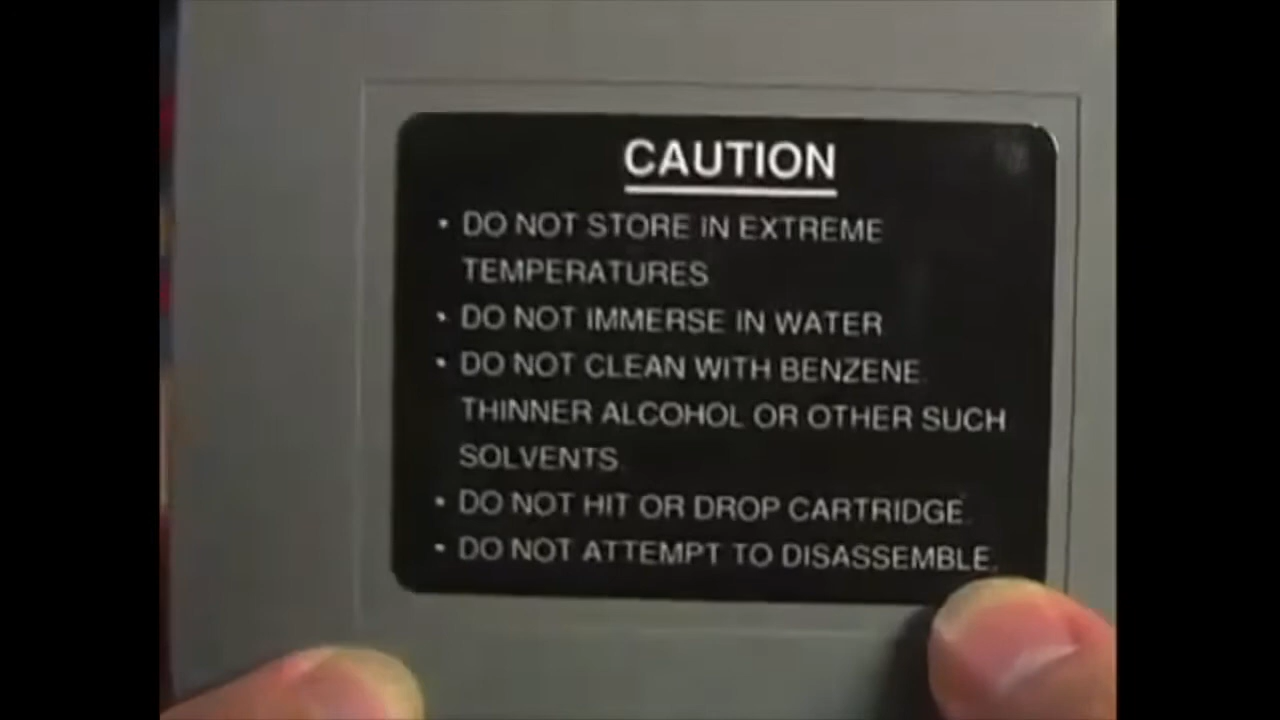 CAUTION
• DO NOT STORE IN EXTREME
TEMPERATURES
• DO NOT IMMERSE IN WATER
• DO NOT CLEAN WITH BENZENE.
THINNER ALCOHOL OR OTHER SUCH
SOLVENTS.
• DO NOT HIT OR DROP CARTRIDGE.
• DO NOT ATTEMPT TO DISASSEMBLE.